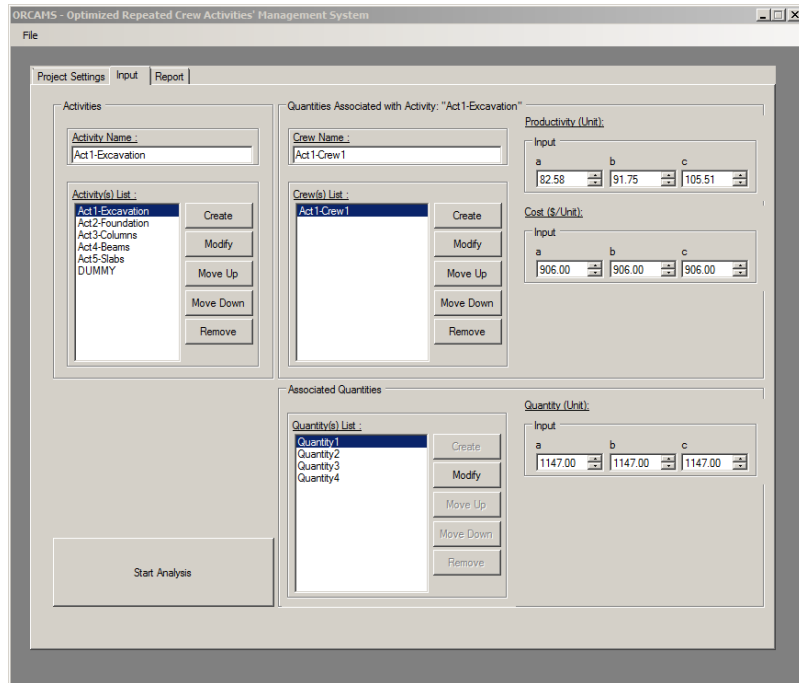 ORCAMS - Optimized Repeated Crew Activities' Management System
File
Project Settings
Input
Report
Activities
Activity Name :
Act1-Excavation
Activity(s) List :
Act1-Excavation
Act2-Foundation
Act3-Columns
Act4-Beams
Act5-Slabs
DUMMY
Create
Modify
Move Up
Move Down
Remove
Quantities Associated with Activity: "Act1-Excavation"
Crew Name :
Act1-Crew1
Crew(s) List :
Act1-Crew1
Create
Modify
Move Up
Move Down
Remove
Productivity (Unit):
Input
a b c
82.58 91.75 105.51
Cost ($/Unit):
Input
a b c
906.00 906.00 906.00
Associated Quantities
Quantity(s) List :
Quantity1
Quantity2
Quantity3
Quantity4
Create
Modify
Move Up
Move Down
Remove
Quantity (Unit):
Input
a b c
1147.00 1147.00 1147.00
Start Analysis